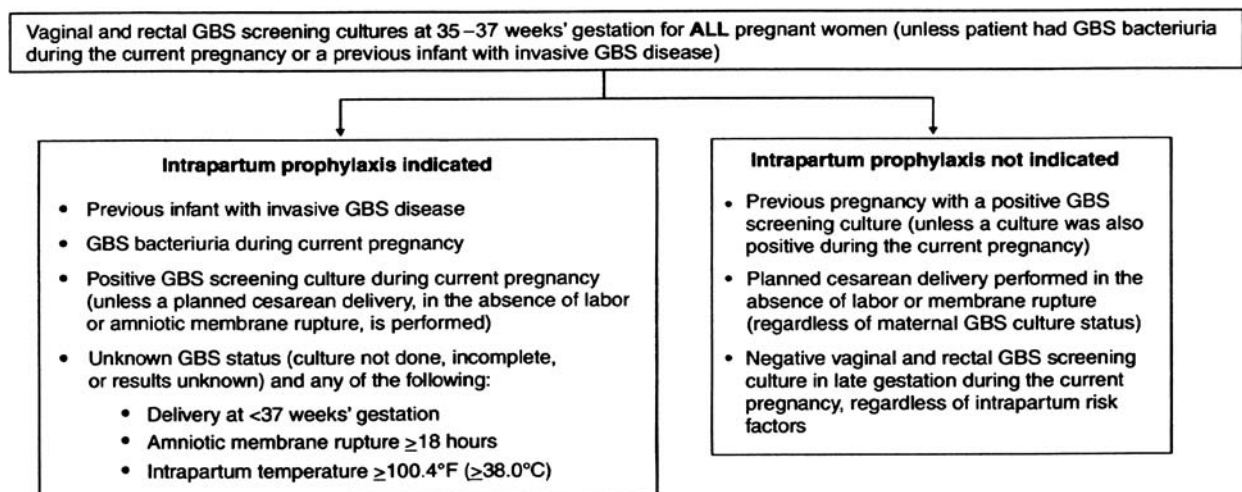 Vaginal and rectal GBS screening cultures at 35–37 weeks' gestation for ALL pregnant women (unless patient had GBS bacteriuria
during the current pregnancy or a previous infant with invasive GBS disease)
Intrapartum prophylaxis indicated
• Previous infant with invasive GBS disease
• GBS bacteriuria during current pregnancy
• Positive GBS screening culture during current pregnancy
(unless a planned cesarean delivery, in the absence of labor
or amniotic membrane rupture, is performed)
• Unknown GBS status (culture not done, incomplete,
or results unknown) and any of the following:
• Delivery at <37 weeks' gestation
• Amniotic membrane rupture ≥18 hours
• Intrapartum temperature ≥100.4°F (≥38.0°C)
Intrapartum prophylaxis not indicated
• Previous pregnancy with a positive GBS
screening culture (unless a culture was also
positive during the current pregnancy)
• Planned cesarean delivery performed in the
absence of labor or membrane rupture
(regardless of maternal GBS culture status)
• Negative vaginal and rectal GBS screening
culture in late gestation during the current
pregnancy, regardless of intrapartum risk
factors